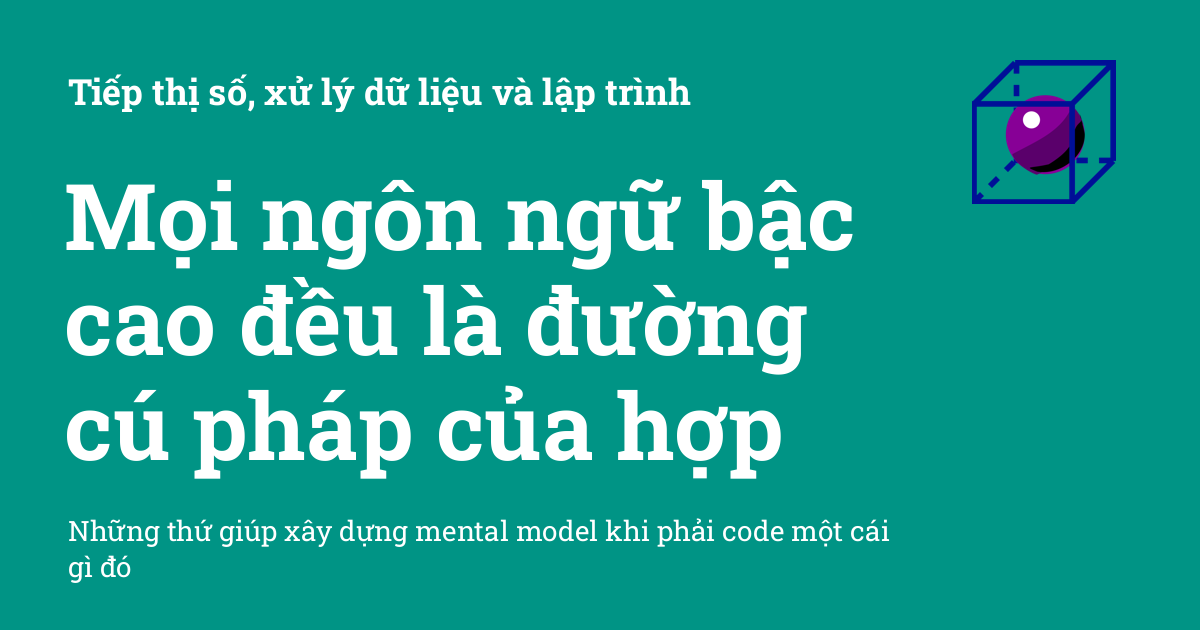 Tiếp thị số, xử lý dữ liệu và lập trình
Mọi ngôn ngữ bậc
cao đều là đường
cú pháp của hợp
Những thứ giúp xây dựng mental model khi phải code một cái
gì đó